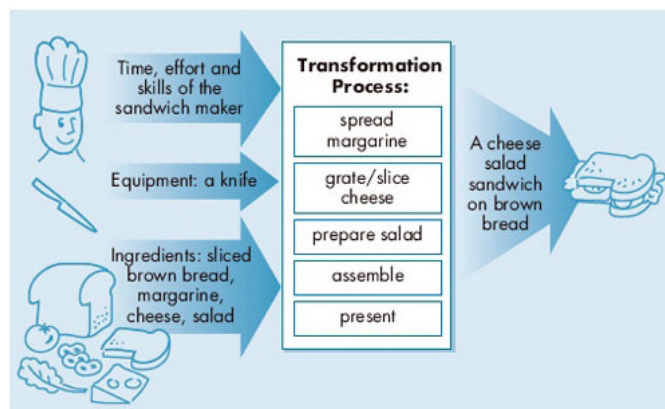 Time, effort and
skills of the
sandwich maker
Equipment: a knife
Ingredients: sliced
brown bread,
margarine,
cheese, salad
Transformation
Process:
spread
margarine
grate/slice
cheese
prepare salad
assemble
present
A cheese
salad
sandwich
on brown
bread